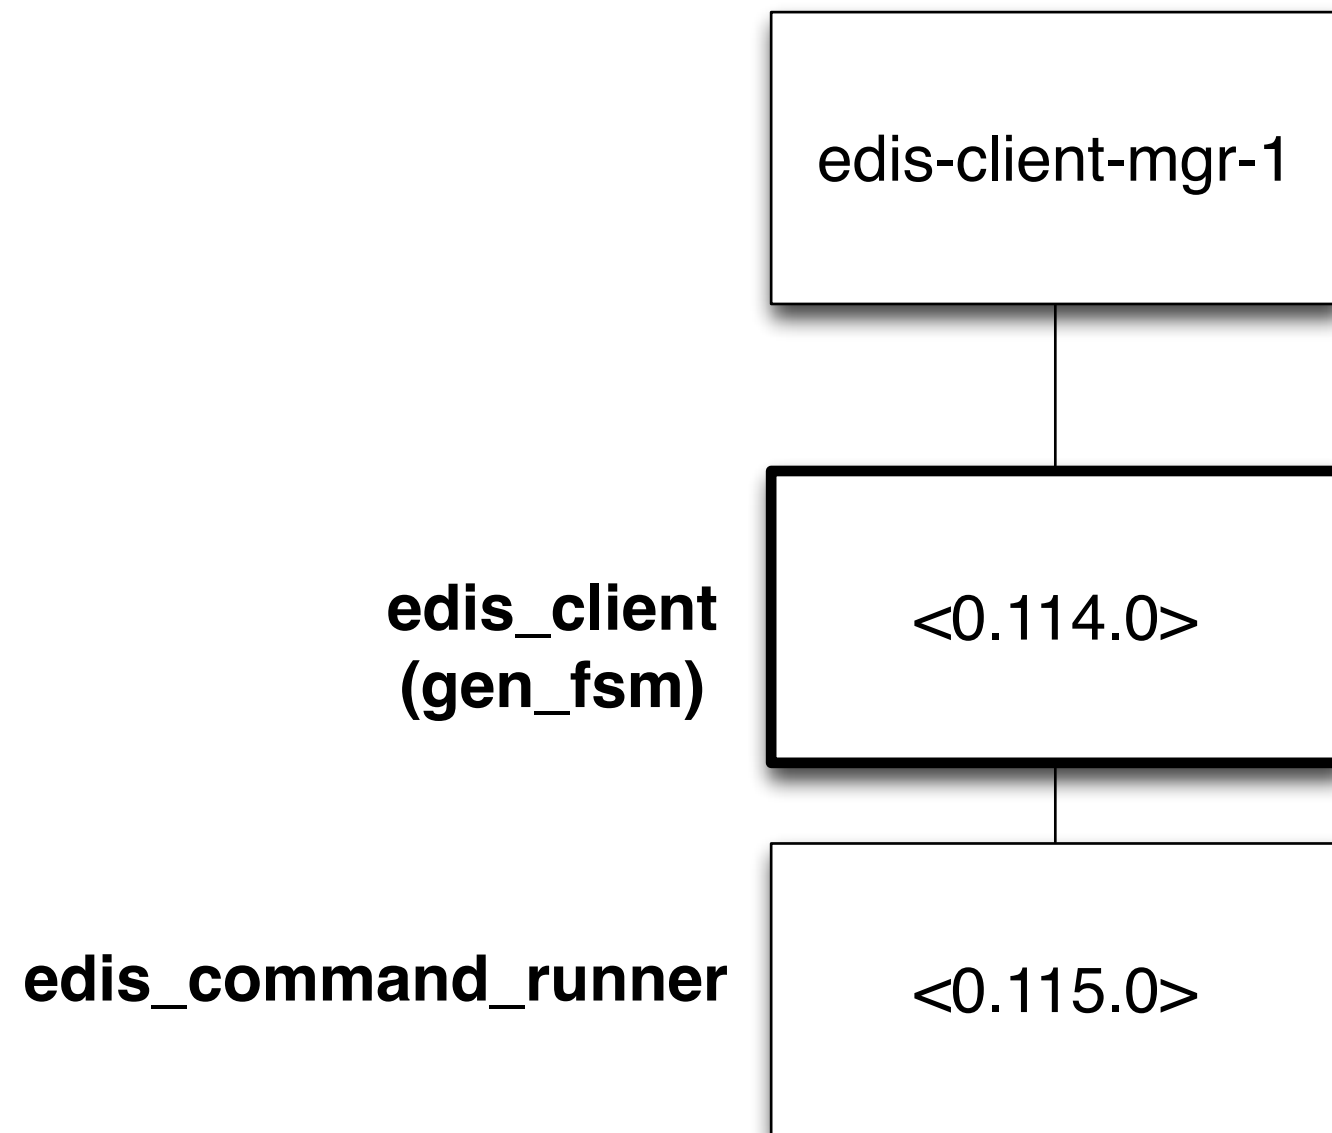 edis-client-mgr-1
edis_client
(gen_fsm)
<0.114.0>
edis_command_runner
<0.115.0>